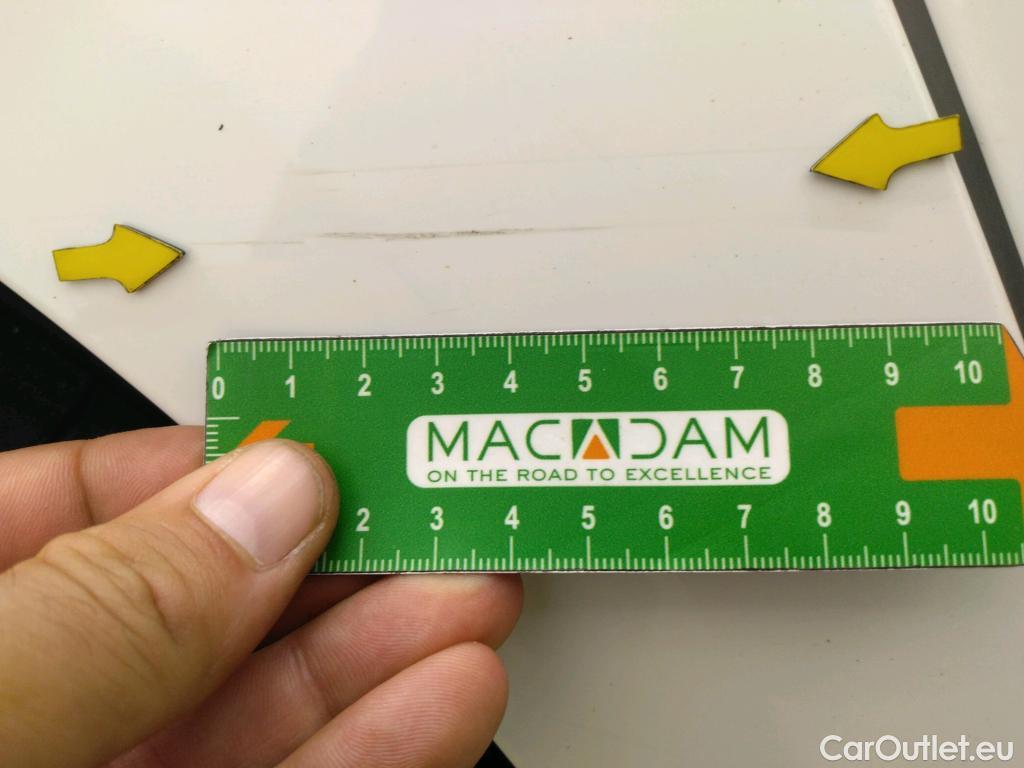 0 1 2 3 4 5 6 7 8 9 10
MACADAM
ON THE ROAD TO EXCELLENCE
2 3 4 5 6 7 8 9 10
CarOutlet.eu